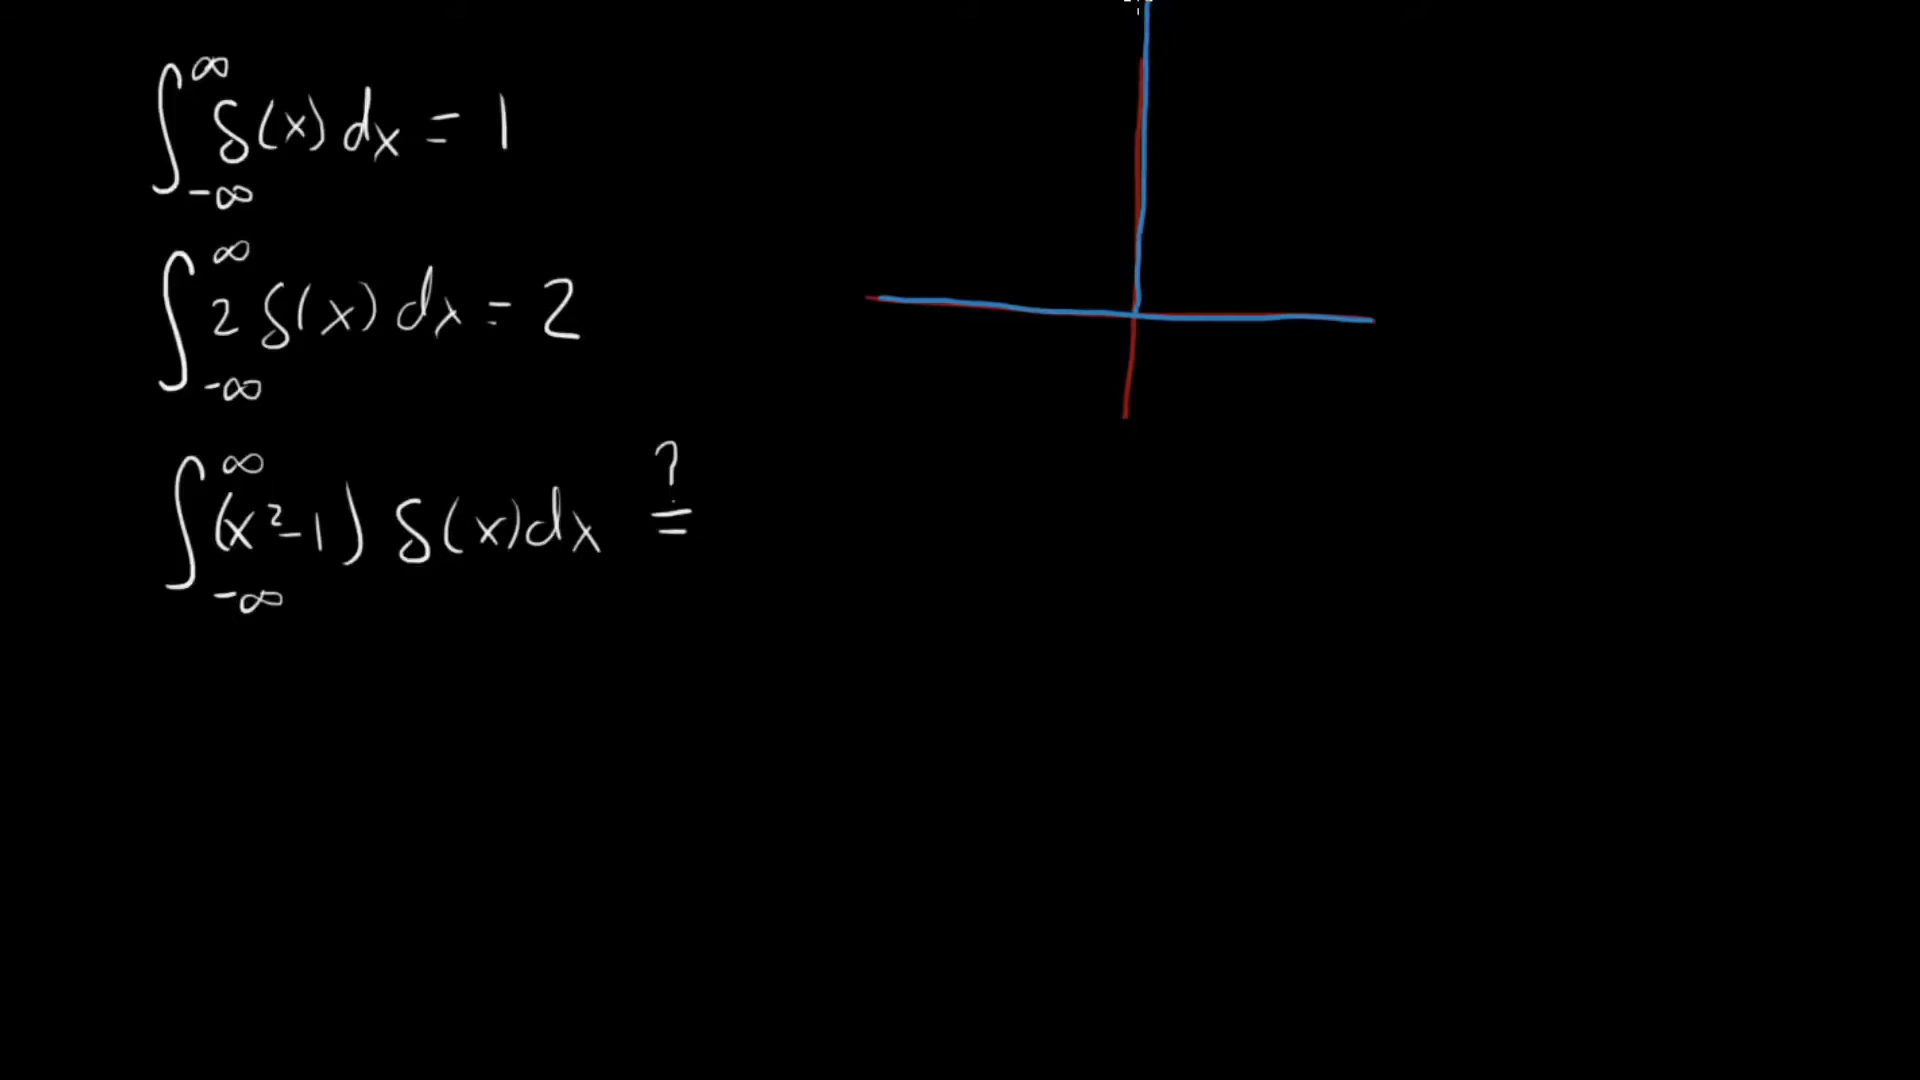 ∫_{-∞}^{∞} δ(x) dx = 1
∫_{-∞}^{∞} 2 δ(x) dx = 2
∫_{-∞}^{∞} (x²-1) δ(x) dx ≟